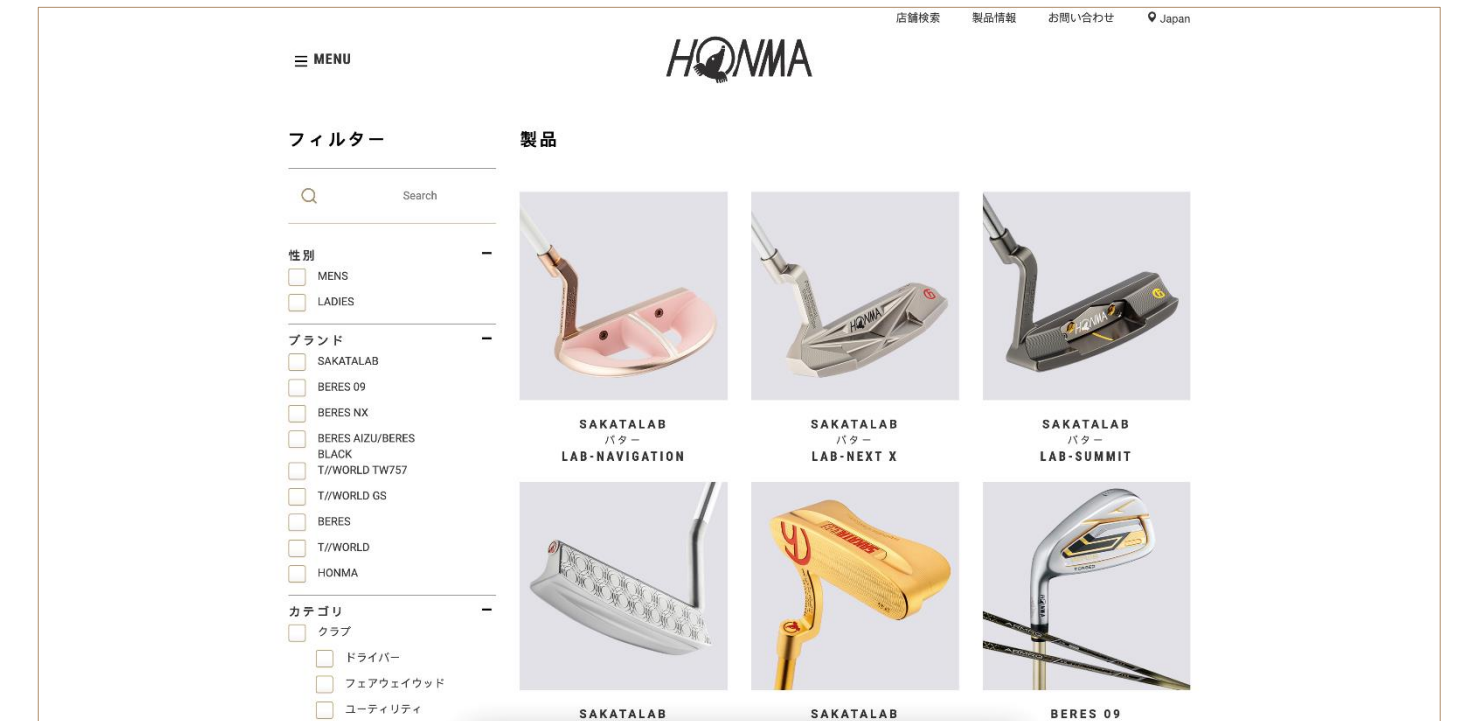 店舗検索 製品情報 お問い合わせ Japan
MENU
HONMA
フィルター
Search
性別
MENS
LADIES
ブランド
SAKATALAB
BERES 09
BERES NX
BERES AIZU/BERES
BLACK
T//WORLD TW757
T//WORLD GS
BERES
T//WORLD
HONMA
カテゴリ
クラブ
ドライバー
フェアウェイウッド
ユーティリティ
製品
HONMA
HONMA
SAKATALAB
パター
LAB-NAVIGATION
SAKATALAB
パター
LAB-NEXT X
SAKATALAB
パター
LAB-SUMMIT
SAKATALAB
FORGED
SAKATALAB
SAKATALAB
BERES 09